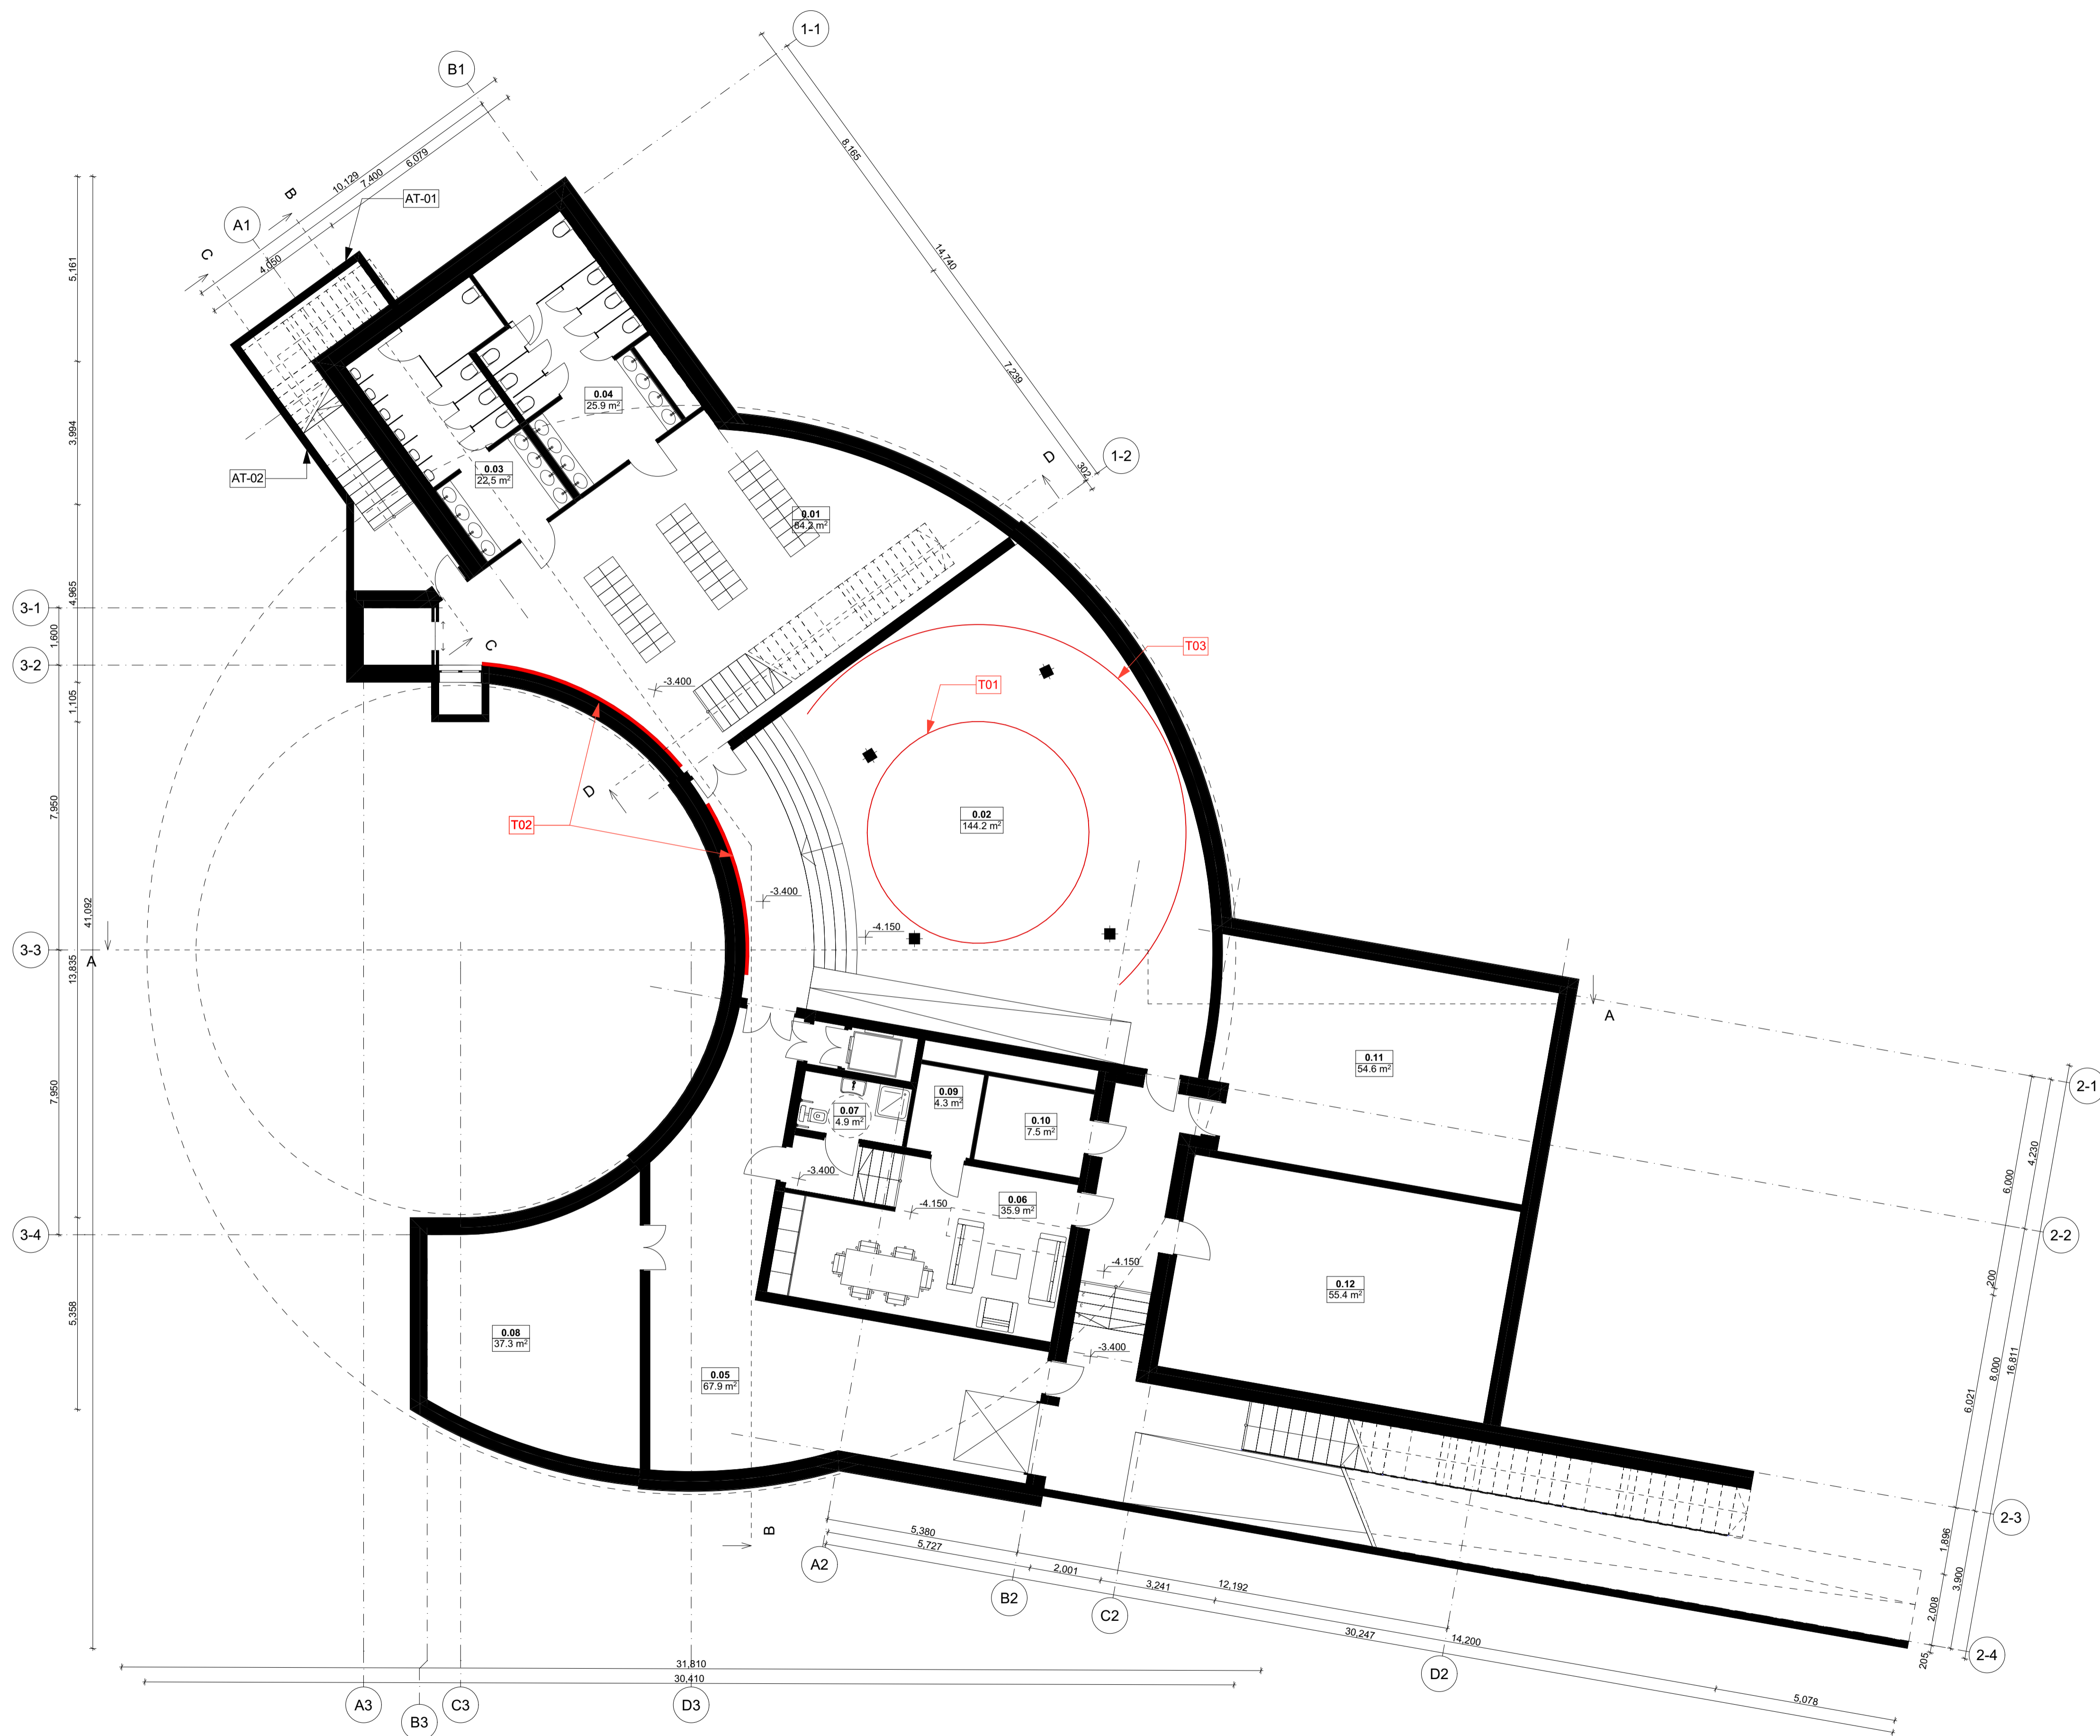 1-1
B1
8,165
10,129
7,400
6,079
B
AT-01
A1
C
4,050
5,161
14,740
7,239
0.04
25.9 m²
3,994
302
1-2
D
0.03
22,5 m²
AT-02
0.01
84.2 m²
4,965
3-1
1,600
3-2
C
T03
-3.400
T01
1,105
D
7,950
T02
0.02
144.2 m²
-3.400
41,092
-4.150
3-3
A
13,835
A
0.11
54.6 m²
2-1
7,950
0.09
4.3 m²
0.07
4.9 m²
0.10
7.5 m²
4,230
6,000
-3.400
-4.150
0.06
35.9 m²
3-4
2-2
-4.150
200
0.12
55.4 m²
5,358
0.08
37.3 m²
-3.400
8,000
16,811
0.05
67.9 m²
6,021
2-3
B
5,380
5,727
1,896
A2
2,001
3,241
12,192
3,900
B2
C2
2,008
30,247
14,200
205
2-4
31,810
30,410
D2
A3
B3
C3
D3
5,078